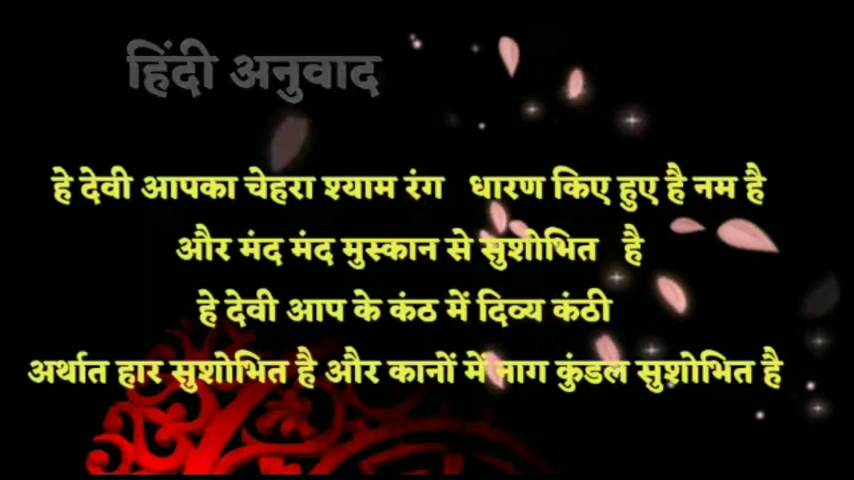 हिंदी अनुवाद
हे देवी आपका चेहरा श्याम रंग धारण किए हुए है नम है
और मंद मंद मुस्कान से सुशोभित है
हे देवी आप के कंठ में दिव्य कंठी
अर्थात हार सुशोभित है और कानों में नाग कुंडल सुशोभित है